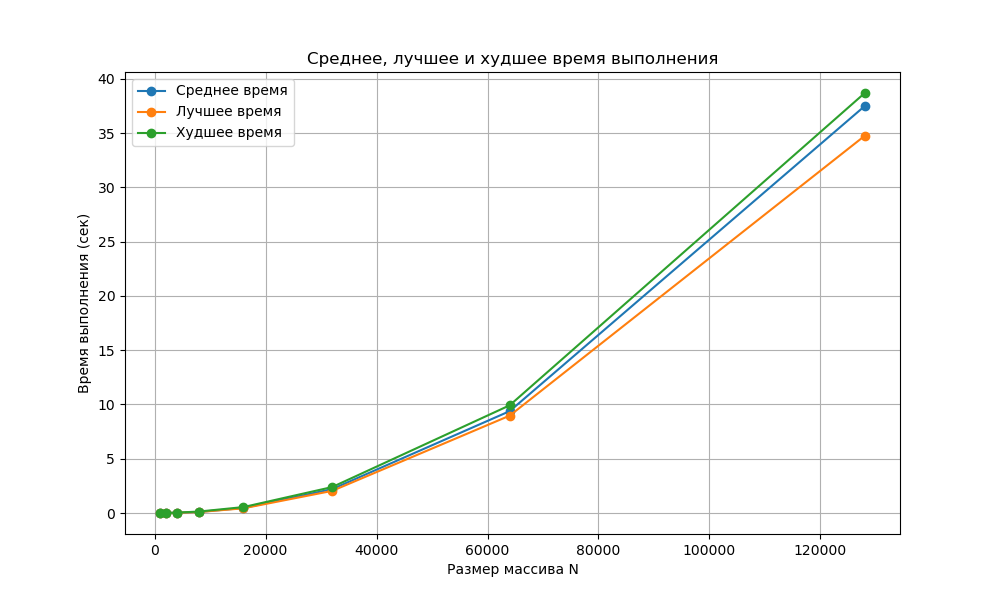 Среднее, лучшее и худшее время выполнения
Среднее время
Лучшее время
Худшее время
Время выполнения (сек)
40
35
30
25
20
15
10
5
0
0 20000 40000 60000 80000 100000 120000
Размер массива N